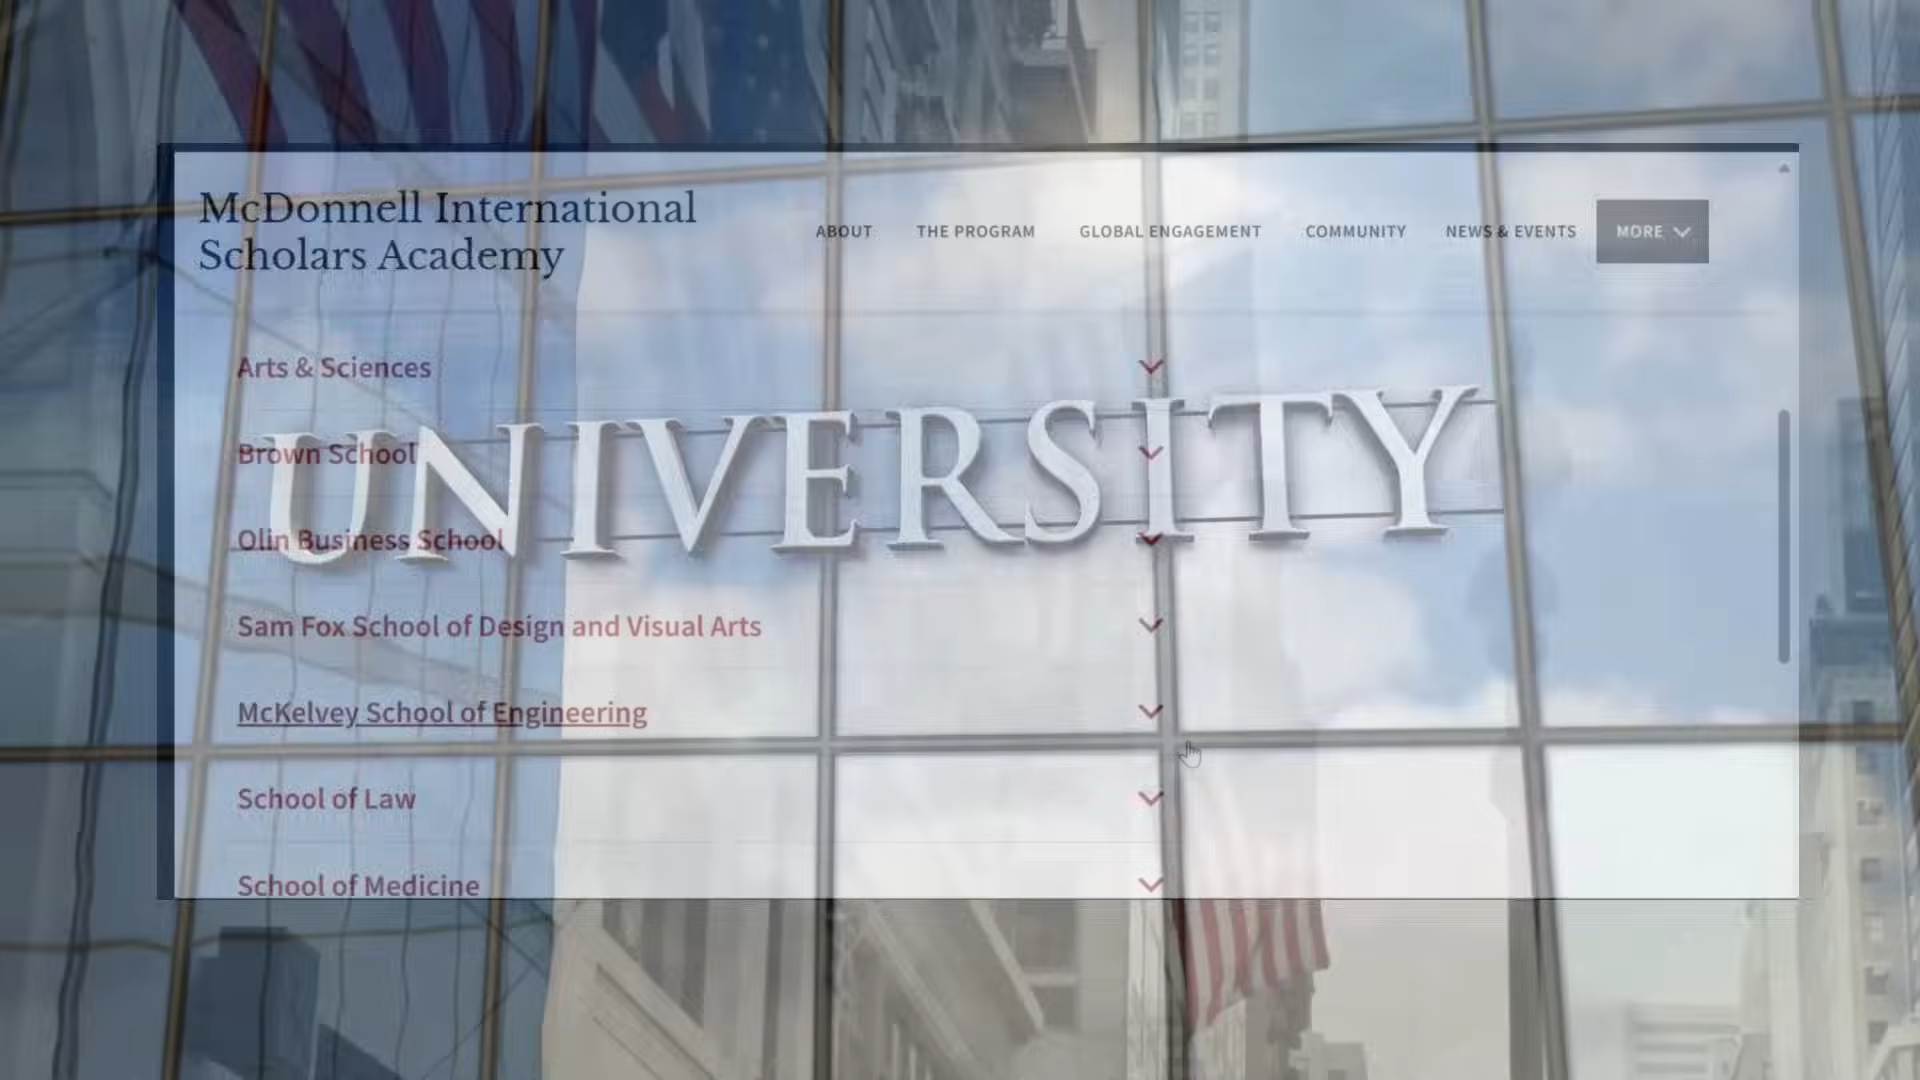 McDonnell International
Scholars Academy
ABOUT
THE PROGRAM
GLOBAL ENGAGEMENT
COMMUNITY
NEWS & EVENTS
MORE
Arts & Sciences
UNIVERSITY
Brown School
Olin Business School
Sam Fox School of Design and Visual Arts
McKelvey School of Engineering
School of Law
School of Medicine